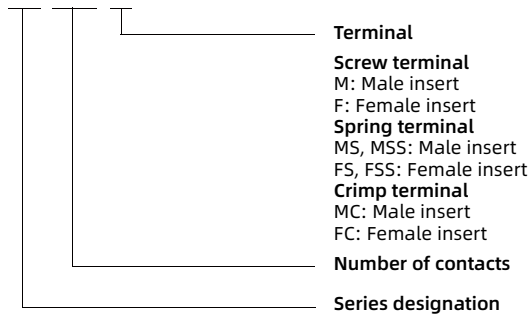 Terminal
Screw terminal
M: Male insert
F: Female insert
Spring terminal
MS, MSS: Male insert
FS, FSS: Female insert
Crimp terminal
MC: Male insert
FC: Female insert
Number of contacts
Series designation